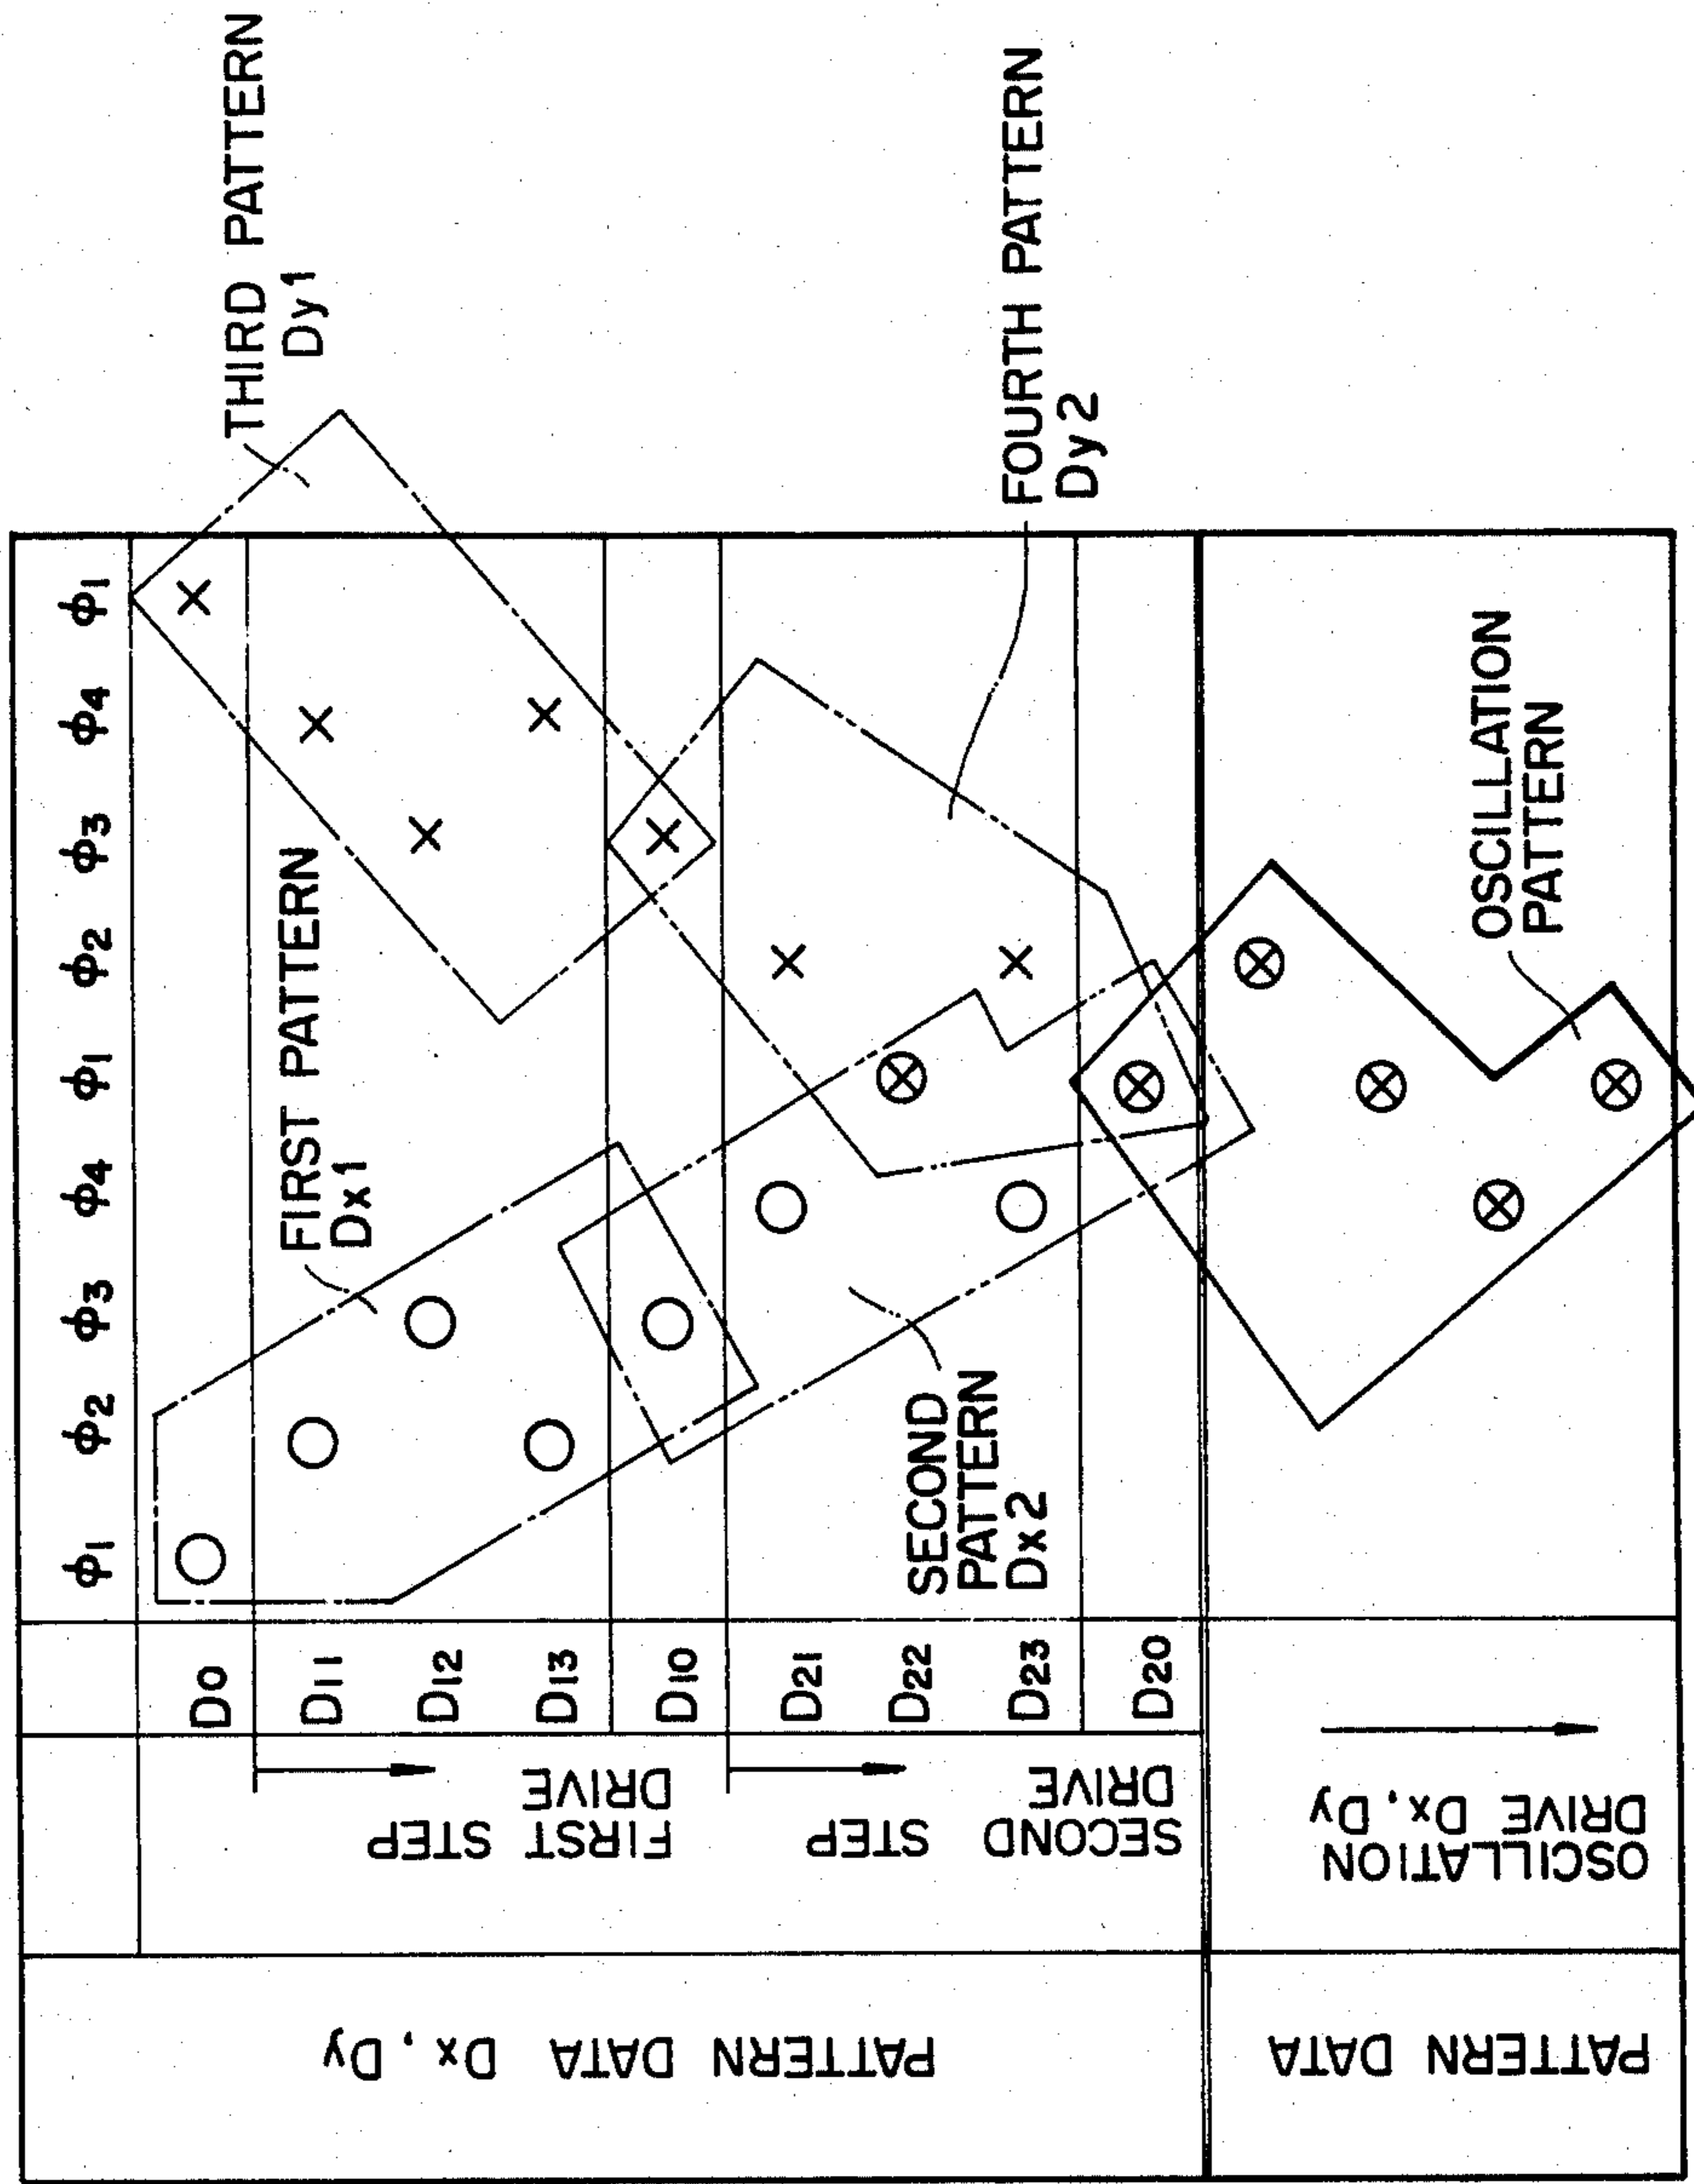 φ1 φ2 φ3 φ4 φ1 φ2 φ3 φ4 φ1
PATTERN DATA Dx, Dy
FIRST STEP
DRIVE
SECOND STEP
DRIVE
D0
D11
D12
D13
D10
D21
D22
D23
D20
FIRST PATTERN
Dx1
SECOND
PATTERN
Dx2
THIRD PATTERN
Dy1
FOURTH PATTERN
Dy2
PATTERN DATA
OSCILLATION
DRIVE Dx, Dy
OSCILLATION
PATTERN